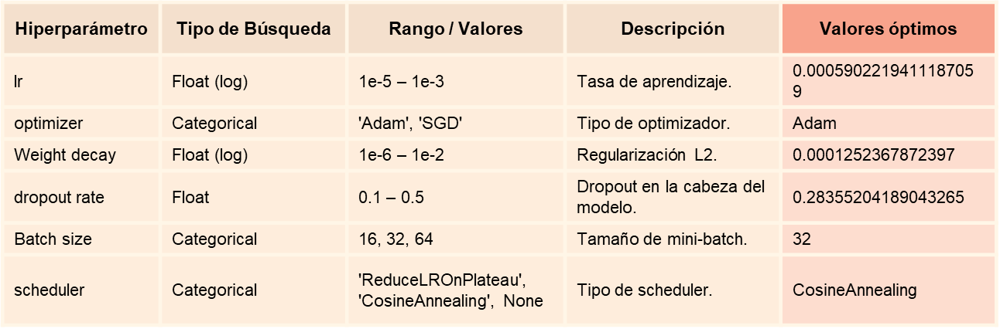 Hiperparámetro Tipo de Búsqueda Rango / Valores Descripción Valores óptimos
lr Float (log) 1e-5 – 1e-3 Tasa de aprendizaje. 0.000590221941118705
9
optimizer Categorical 'Adam', 'SGD' Tipo de optimizador. Adam
Weight decay Float (log) 1e-6 – 1e-2 Regularización L2. 0.0001252367872397
dropout rate Float 0.1 – 0.5 Dropout en la cabeza del
modelo. 0.28355204189043265
Batch size Categorical 16, 32, 64 Tamaño de mini-batch. 32
scheduler Categorical 'ReduceLROnPlateau',
'CosineAnnealing', None Tipo de scheduler. CosineAnnealing